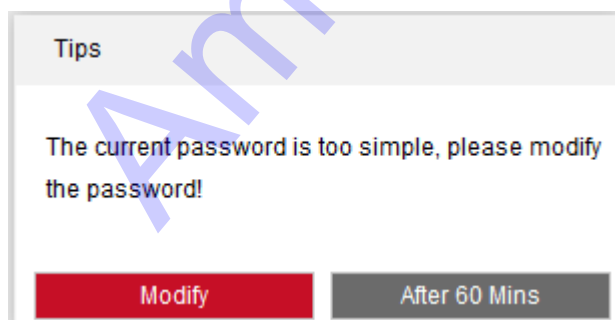 Tips
The current password is too simple, please modify
the password!
Modify
After 60 Mins